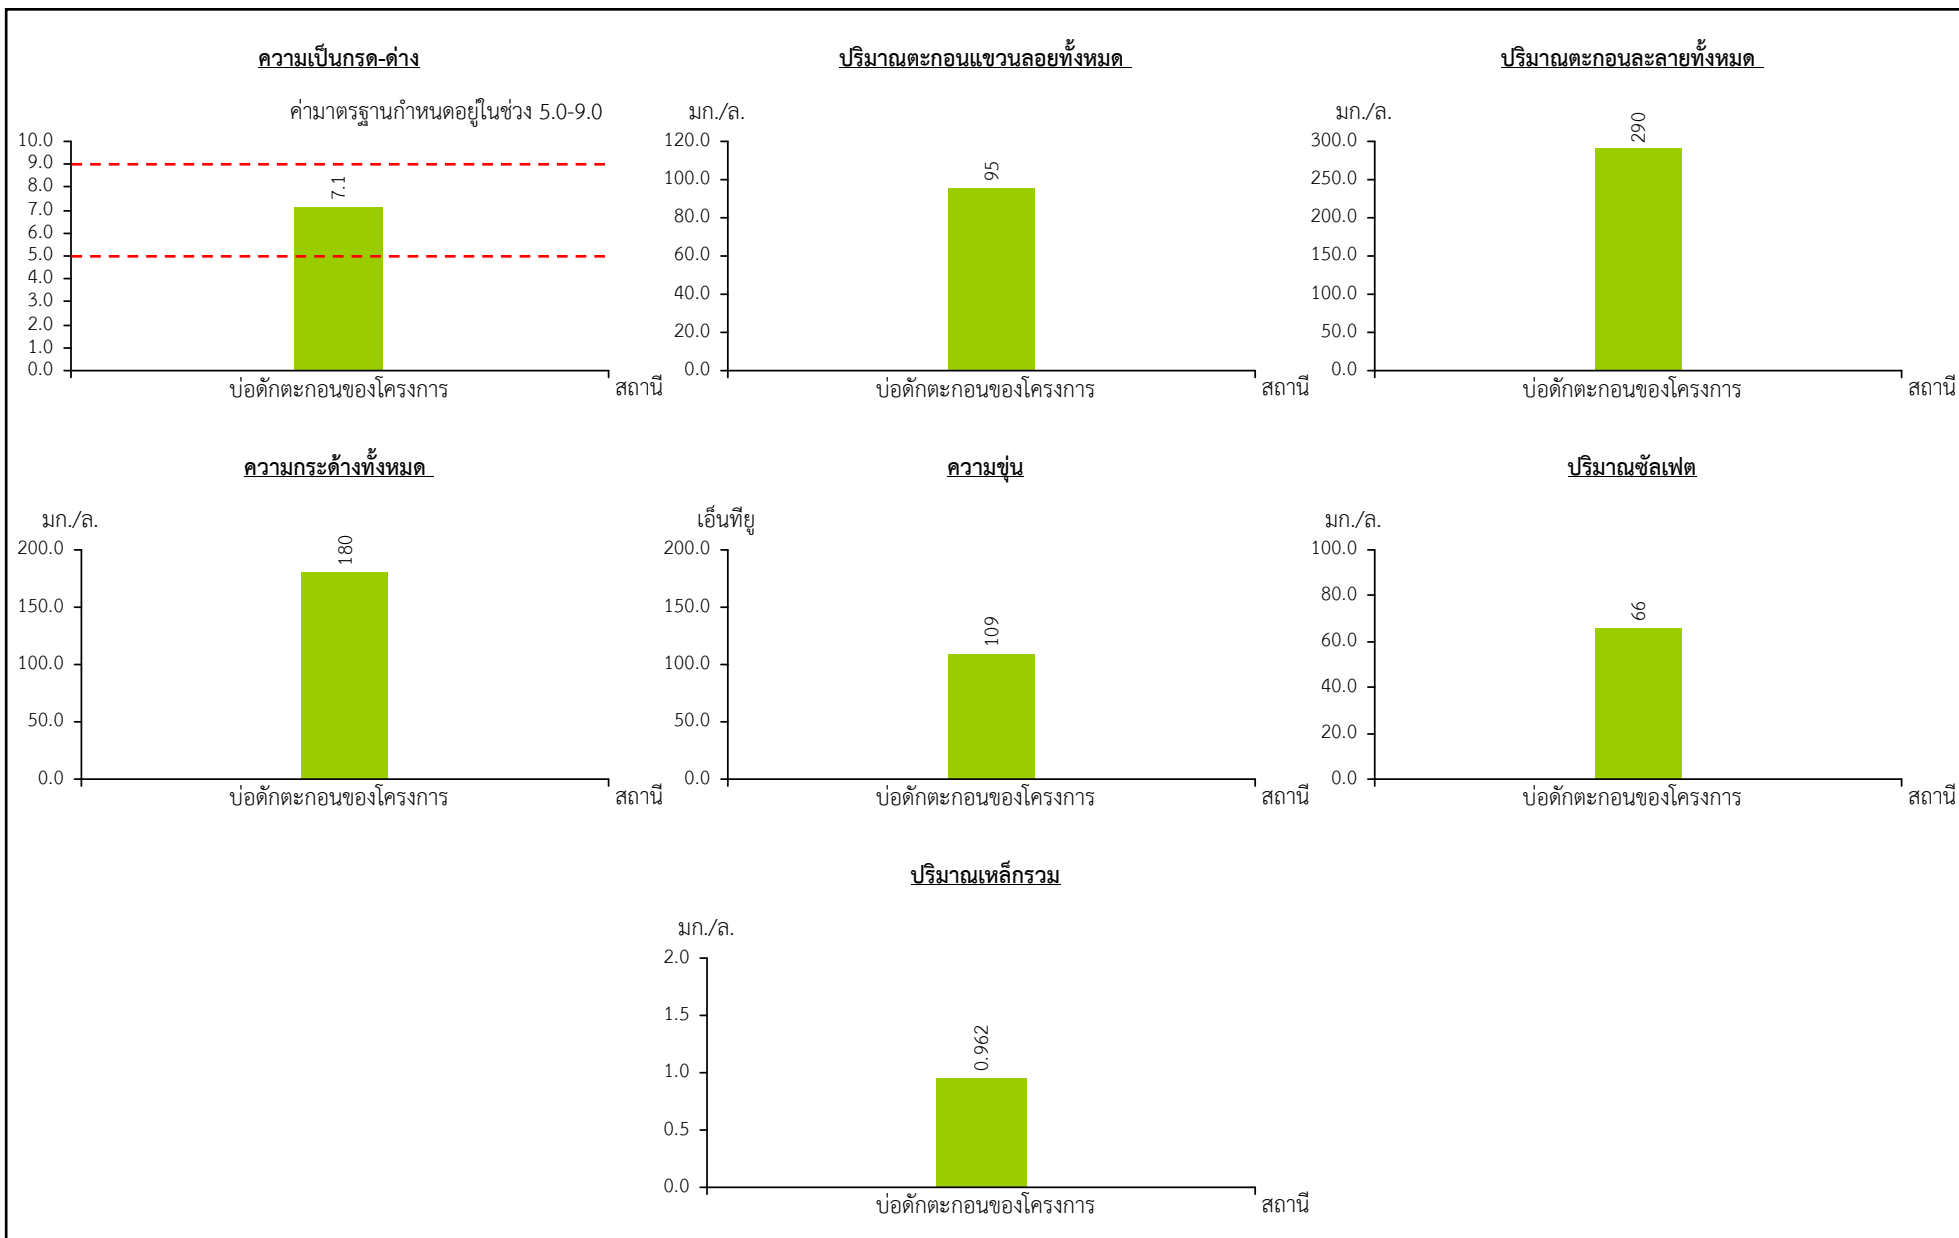 ความเป็นกรด-ด่าง
ค่ามาตรฐานกำหนดอยู่ในช่วง 5.0-9.0
10.0
9.0
8.0
7.0
6.0
5.0
4.0
3.0
2.0
1.0
0.0
7.1
บ่อดักตะกอนของโครงการ
สถานี
ปริมาณตะกอนแขวนลอยทั้งหมด
มก./ล.
120.0
100.0
80.0
60.0
40.0
20.0
0.0
95
บ่อดักตะกอนของโครงการ
สถานี
ปริมาณตะกอนละลายทั้งหมด
มก./ล.
300.0
250.0
200.0
150.0
100.0
50.0
0.0
290
บ่อดักตะกอนของโครงการ
สถานี
ความกระด้างทั้งหมด
มก./ล.
200.0
150.0
100.0
50.0
0.0
180
บ่อดักตะกอนของโครงการ
สถานี
ความขุ่น
เอ็นทียู
200.0
150.0
100.0
50.0
0.0
109
บ่อดักตะกอนของโครงการ
สถานี
ปริมาณซัลเฟต
มก./ล.
100.0
80.0
60.0
40.0
20.0
0.0
66
บ่อดักตะกอนของโครงการ
สถานี
ปริมาณเหล็กรวม
มก./ล.
2.0
1.5
1.0
0.5
0.0
0.962
บ่อดักตะกอนของโครงการ
สถานี